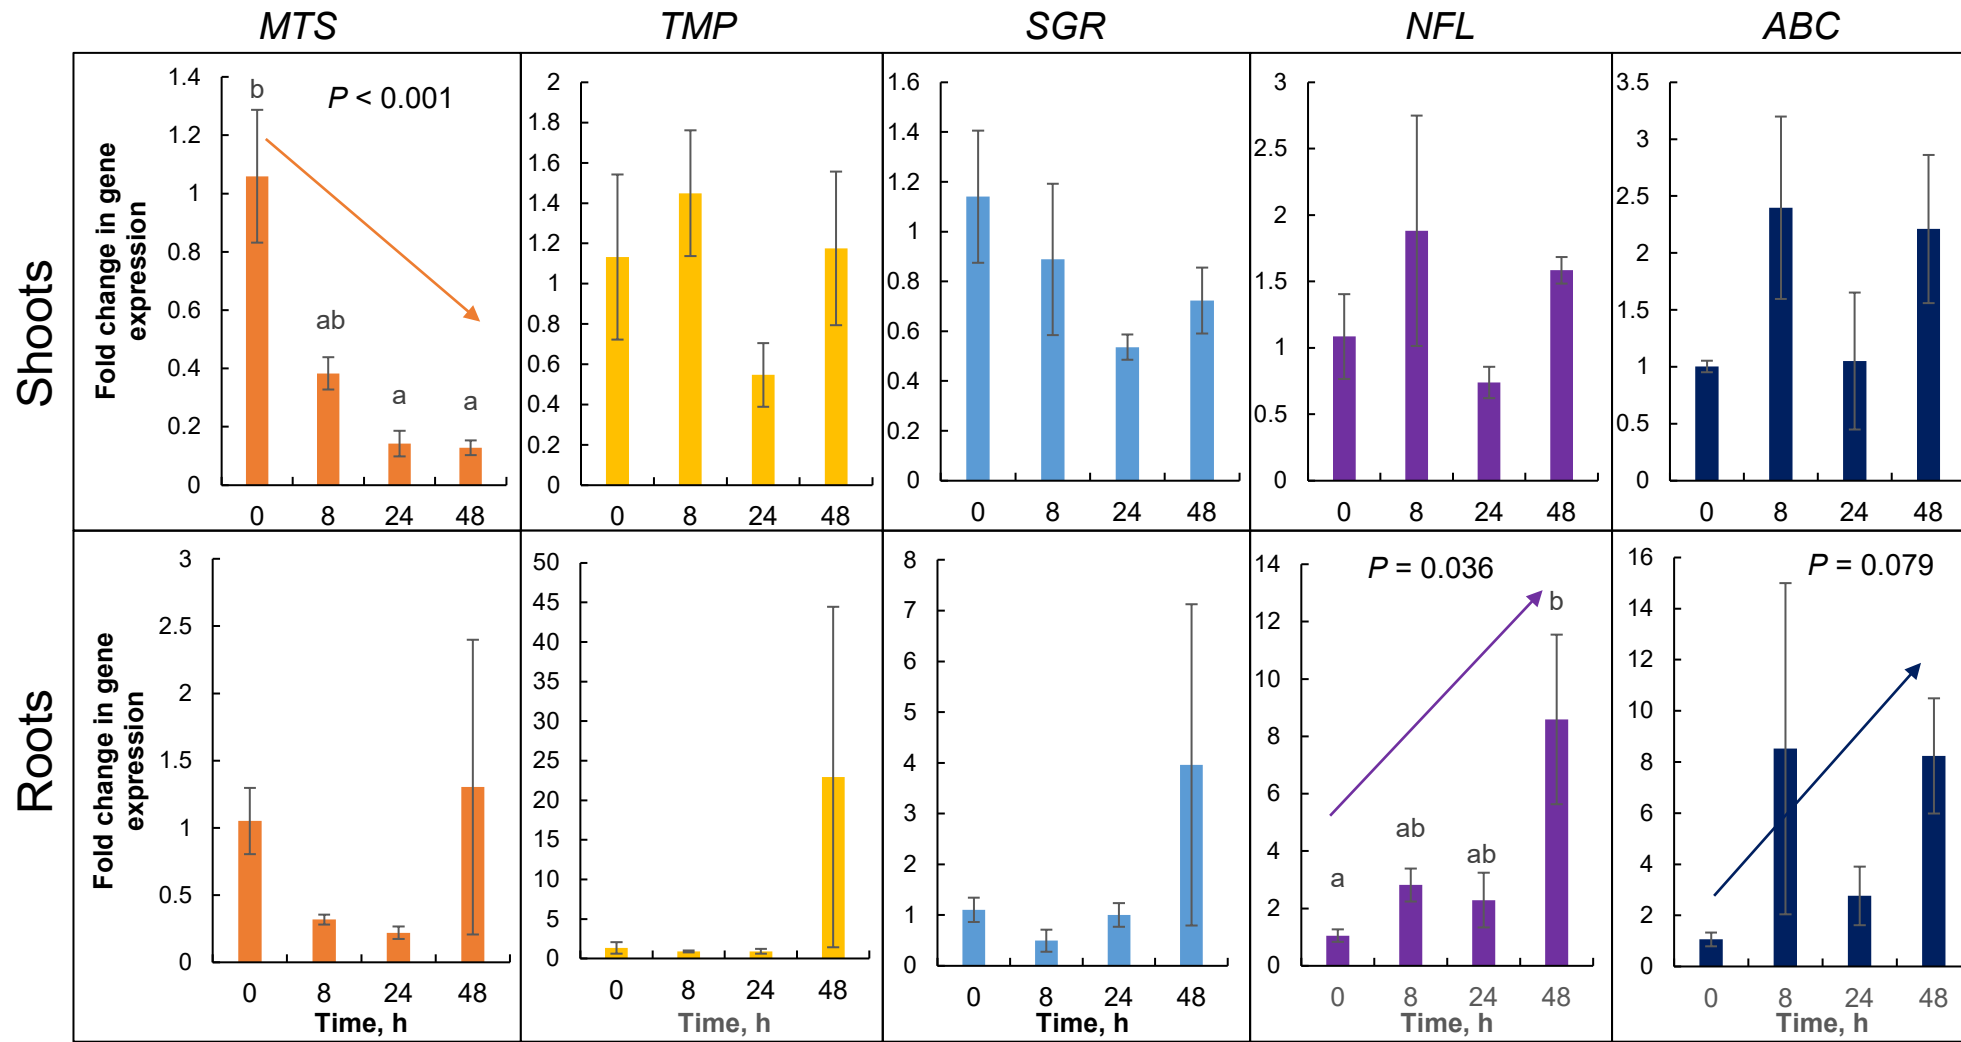 MTS TMP SGR NFL ABC
Shoots
Fold change in gene
expression
1.4
1.2
1
0.8
0.6
0.4
0.2
0
b
P < 0.001
ab
a
a
0 8 24 48
2
1.8
1.6
1.4
1.2
1
0.8
0.6
0.4
0.2
0
0 8 24 48
1.6
1.4
1.2
1
0.8
0.6
0.4
0.2
0
0 8 24 48
3
2.5
2
1.5
1
0.5
0
0 8 24 48
3.5
3
2.5
2
1.5
1
0.5
0
0 8 24 48
Roots
Fold change in gene
expression
3
2.5
2
1.5
1
0.5
0
0 8 24 48
Time, h
50
45
40
35
30
25
20
15
10
5
0
0 8 24 48
Time, h
8
7
6
5
4
3
2
1
0
0 8 24 48
Time, h
14
12
10
8
6
4
2
0
P = 0.036
b
ab
ab
a
0 8 24 48
Time, h
16
14
12
10
8
6
4
2
0
P = 0.079
0 8 24 48
Time, h